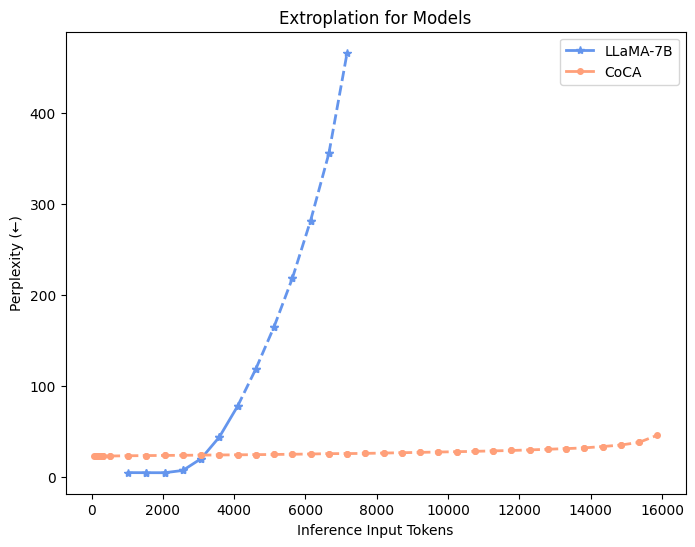 Extroplation for Models
LLaMA-7B
CoCA
Perplexity (←)
400
300
200
100
0
0 2000 4000 6000 8000 10000 12000 14000 16000
Inference Input Tokens